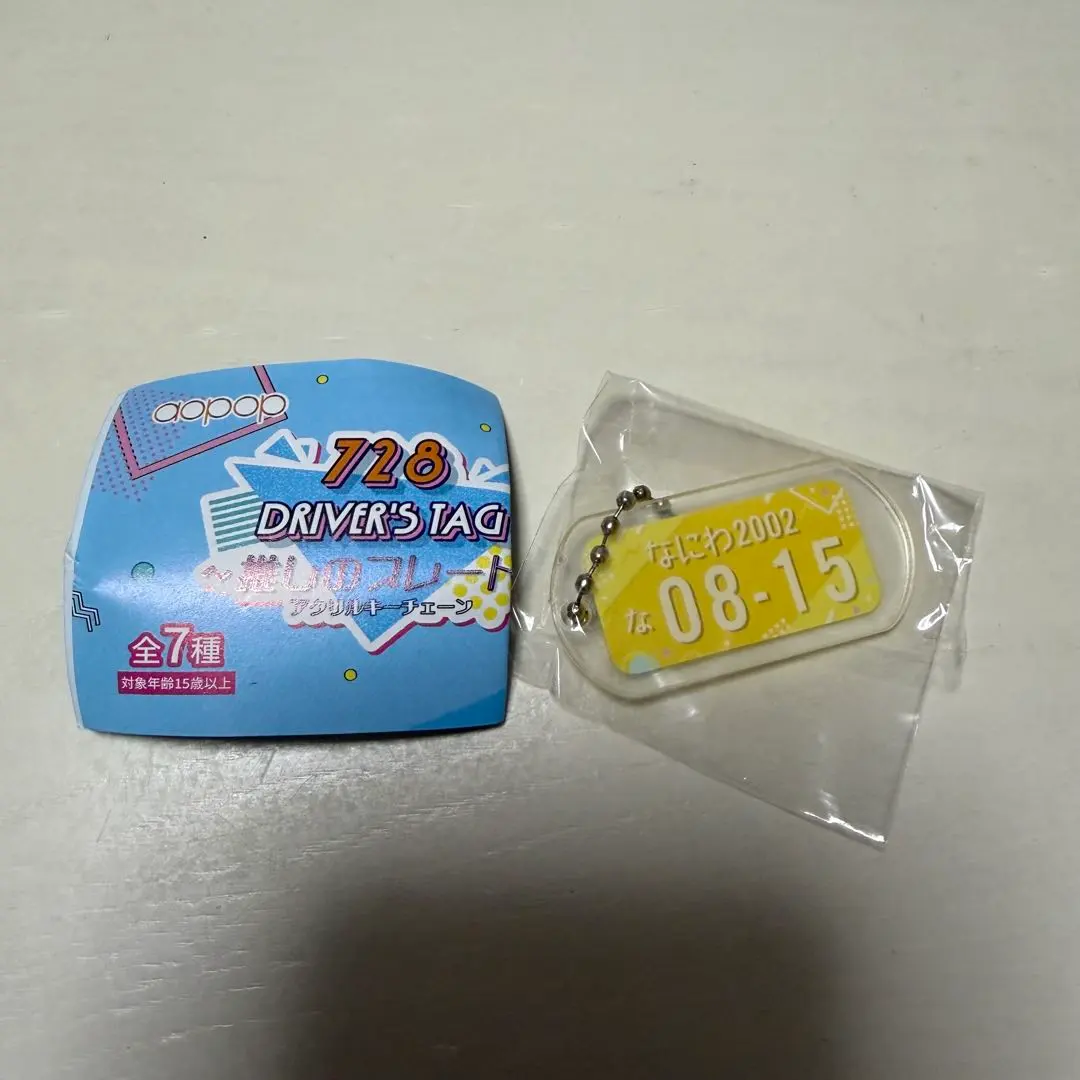 aopop
728
DRIVER'S TAG
～推しのプレート
アクリルキーチェーン
全7種
対象年齢15歳以上
なにわ2002
な 08-15